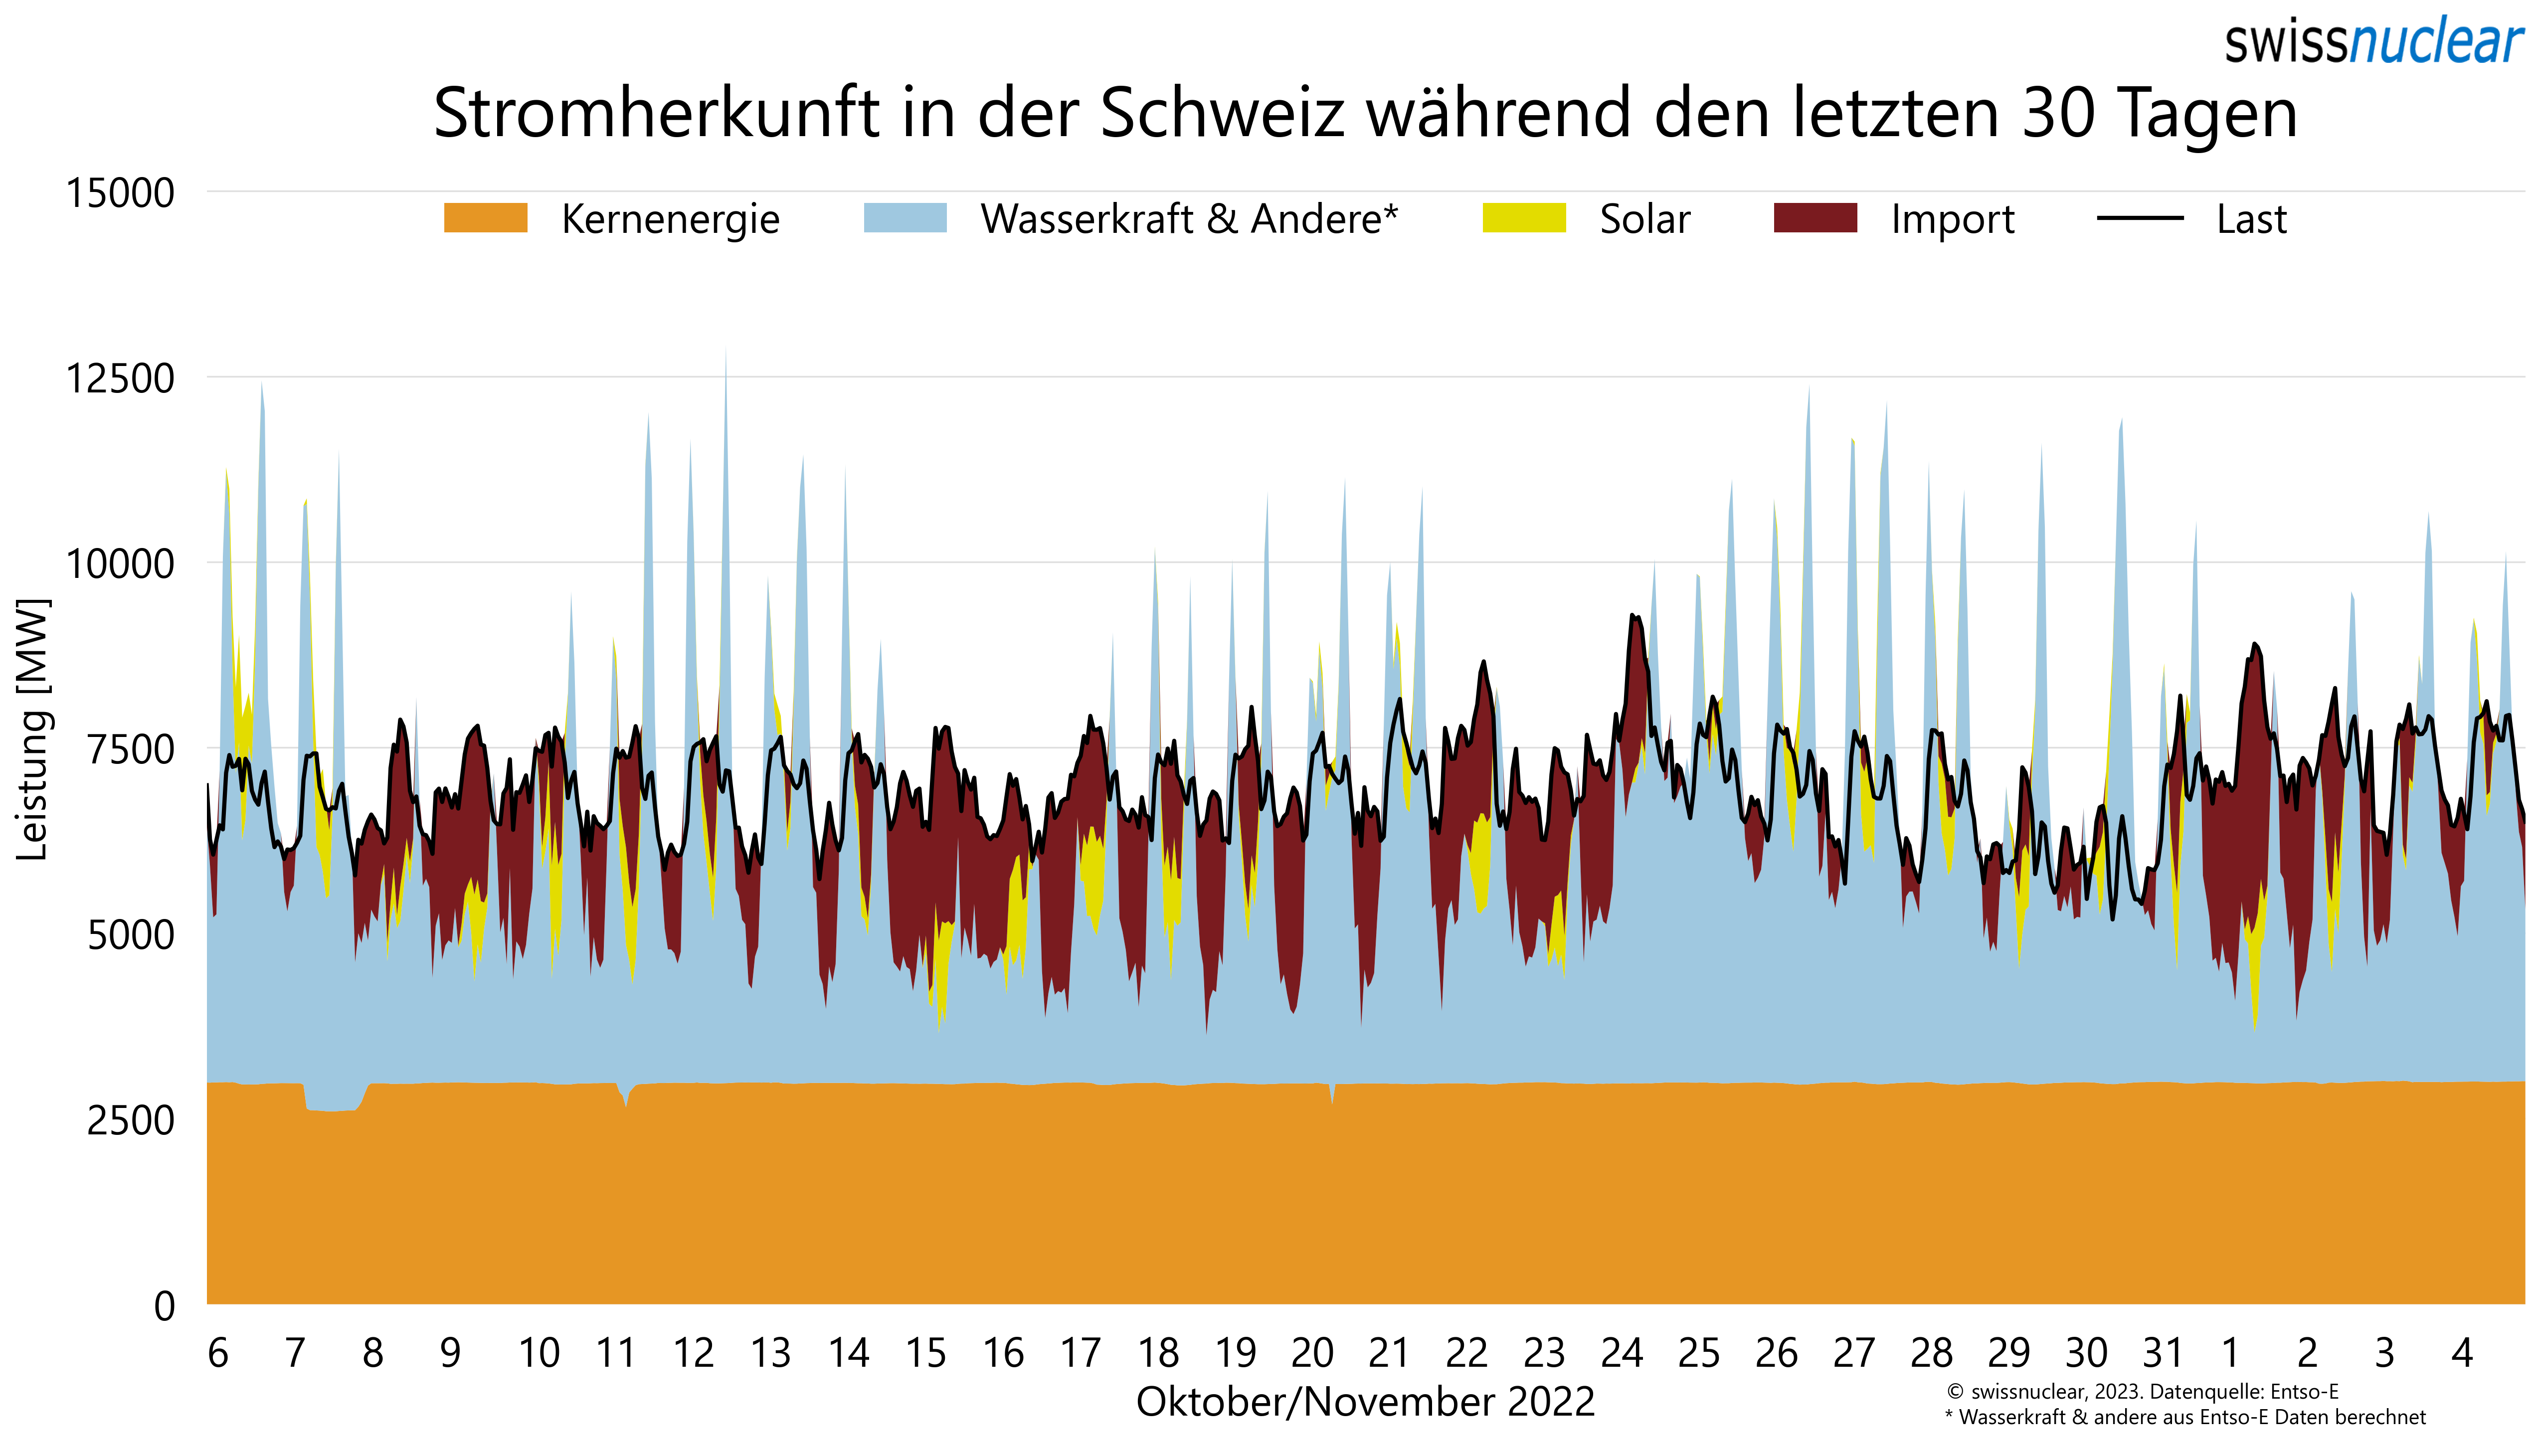 swissnuclear
Stromherkunft in der Schweiz während den letzten 30 Tagen
15000
Kernenergie Wasserkraft & Andere* Solar Import Last
12500
10000
7500
5000
2500
0
Leistung [MW]
6 7 8 9 10 11 12 13 14 15 16 17 18 19 20 21 22 23 24 25 26 27 28 29 30 31 1 2 3 4
Oktober/November 2022
© swissnuclear, 2023. Datenquelle: Entso-E
* Wasserkraft & andere aus Entso-E Daten berechnet